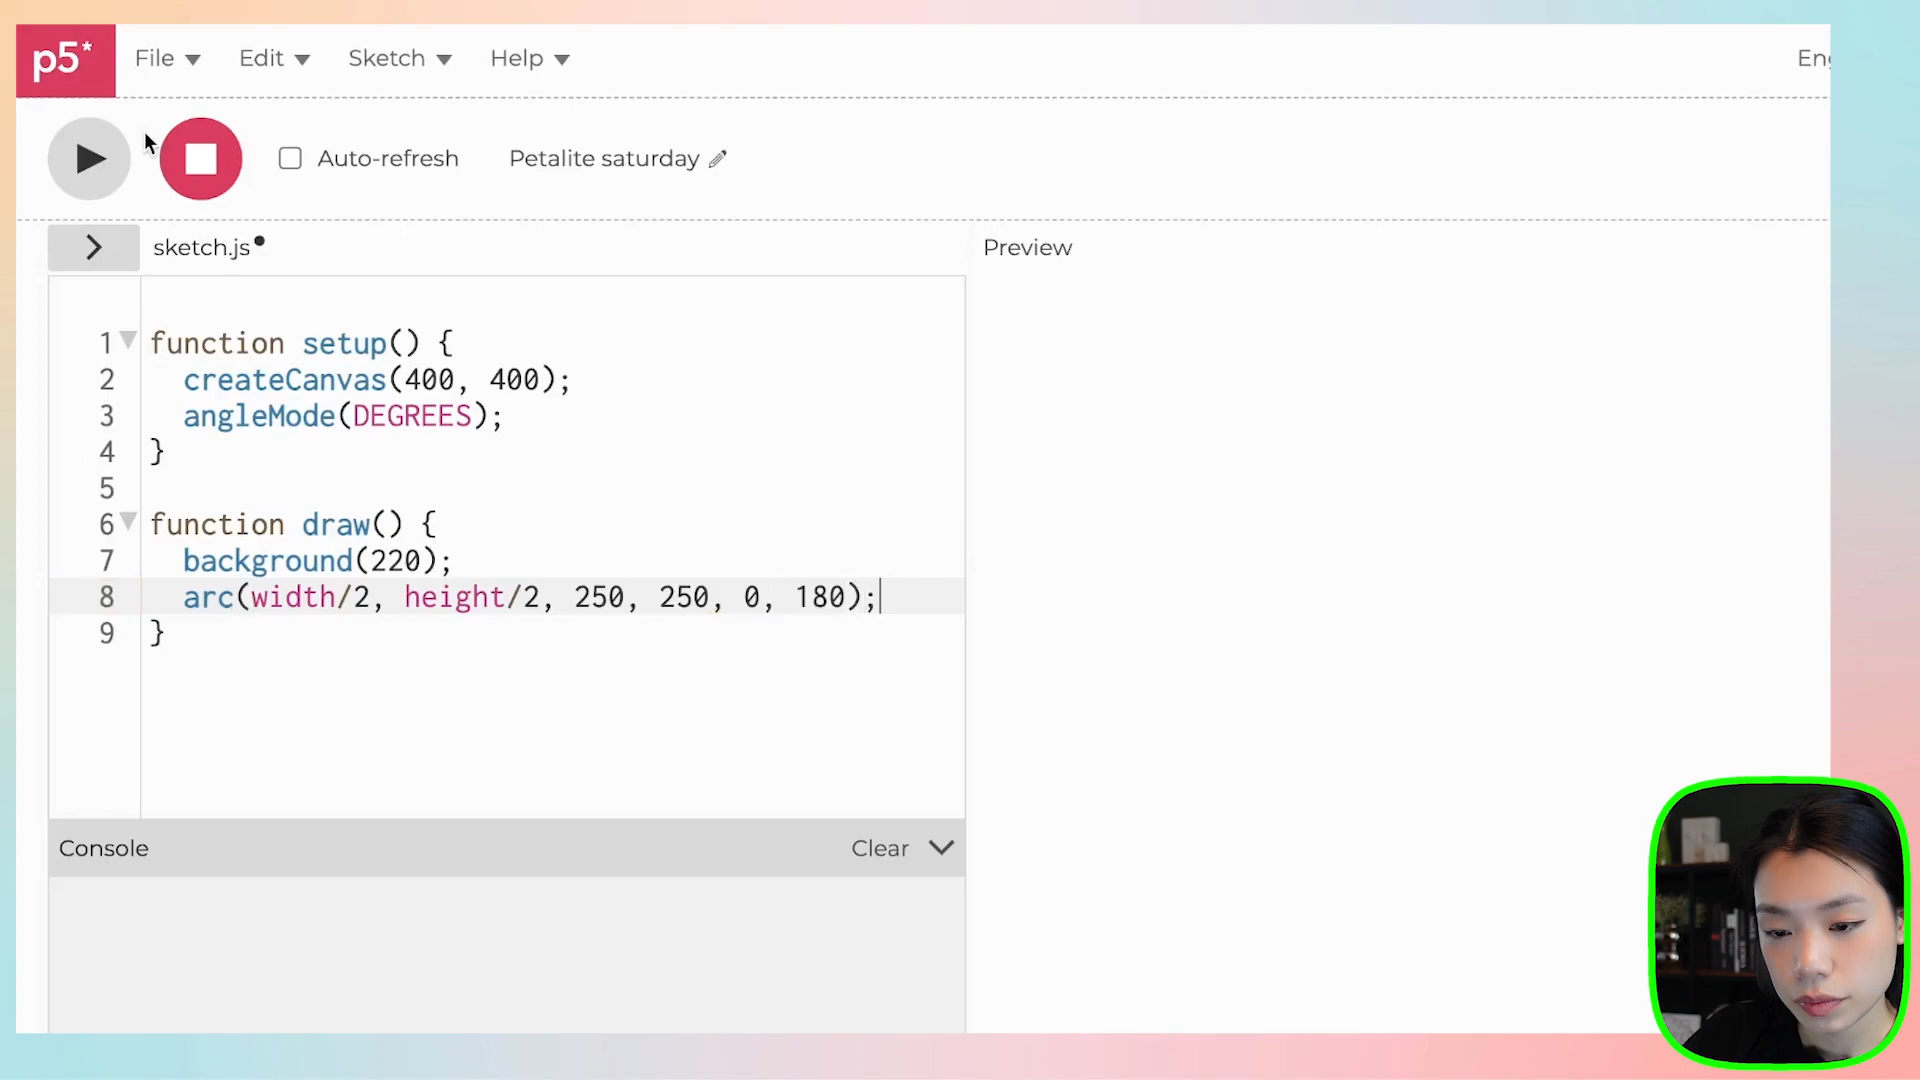 p5* File Edit Sketch Help Eng
Auto-refresh Petalite saturday
sketch.js Preview
1 function setup() {
2 createCanvas(400, 400);
3 angleMode(DEGREES);
4 }
5
6 function draw() {
7 background(220);
8 arc(width/2, height/2, 250, 250, 0, 180);
9 }
Console Clear